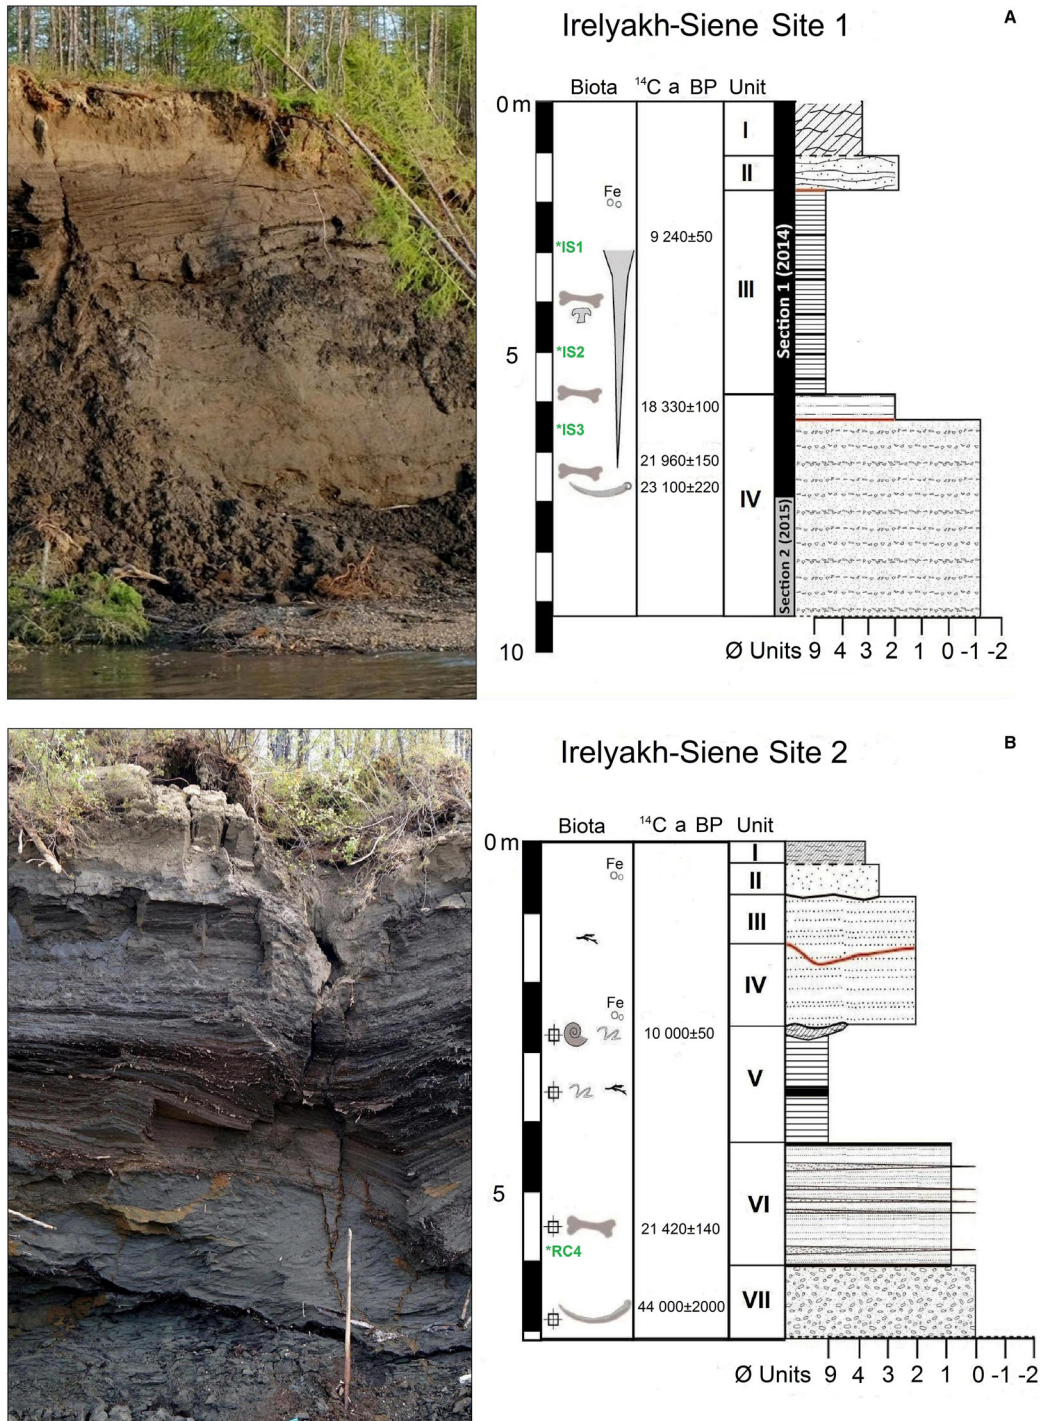 Irelyakh-Siene Site 1
A
Biota 14C a BP Unit
0 m
I
II
Fe
9 240±50
*IS1
III
Section 1 (2014)
*IS2
5
18 330±100
*IS3
21 960±150
23 100±220
IV
Section 2 (2015)
10
Ø Units 9 4 3 2 1 0 -1 -2
Irelyakh-Siene Site 2
B
Biota 14C a BP Unit
0 m
I
Fe
II
III
IV
Fe
10 000±50
V
5
VI
21 420±140
*RC4
VII
44 000±2000
Ø Units 9 4 3 2 1 0 -1 -2